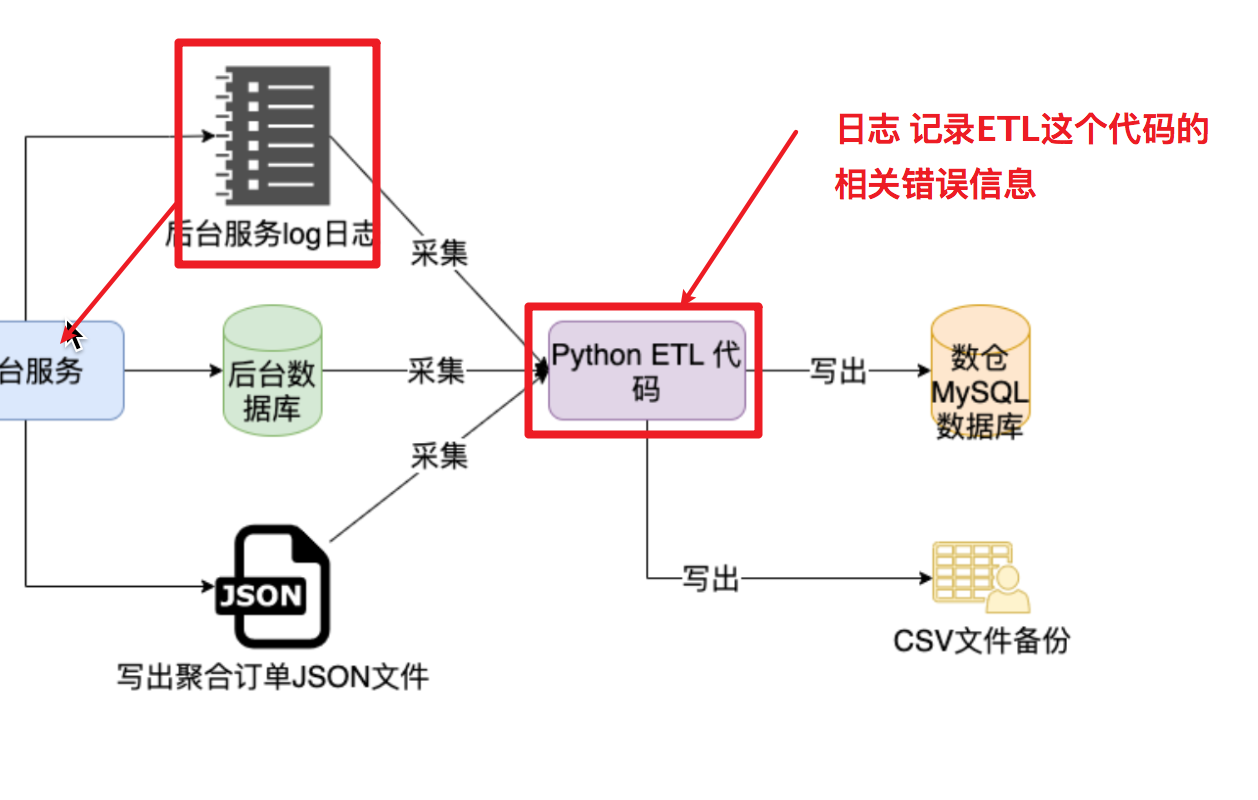 日志 记录ETL这个代码的
相关错误信息
后台服务log日志
采集
台服务
后台数
据库
采集
Python ETL 代
码
写出
数仓
MySQL
数据库
采集
JSON
写出
写出聚合订单JSON文件
CSV文件备份